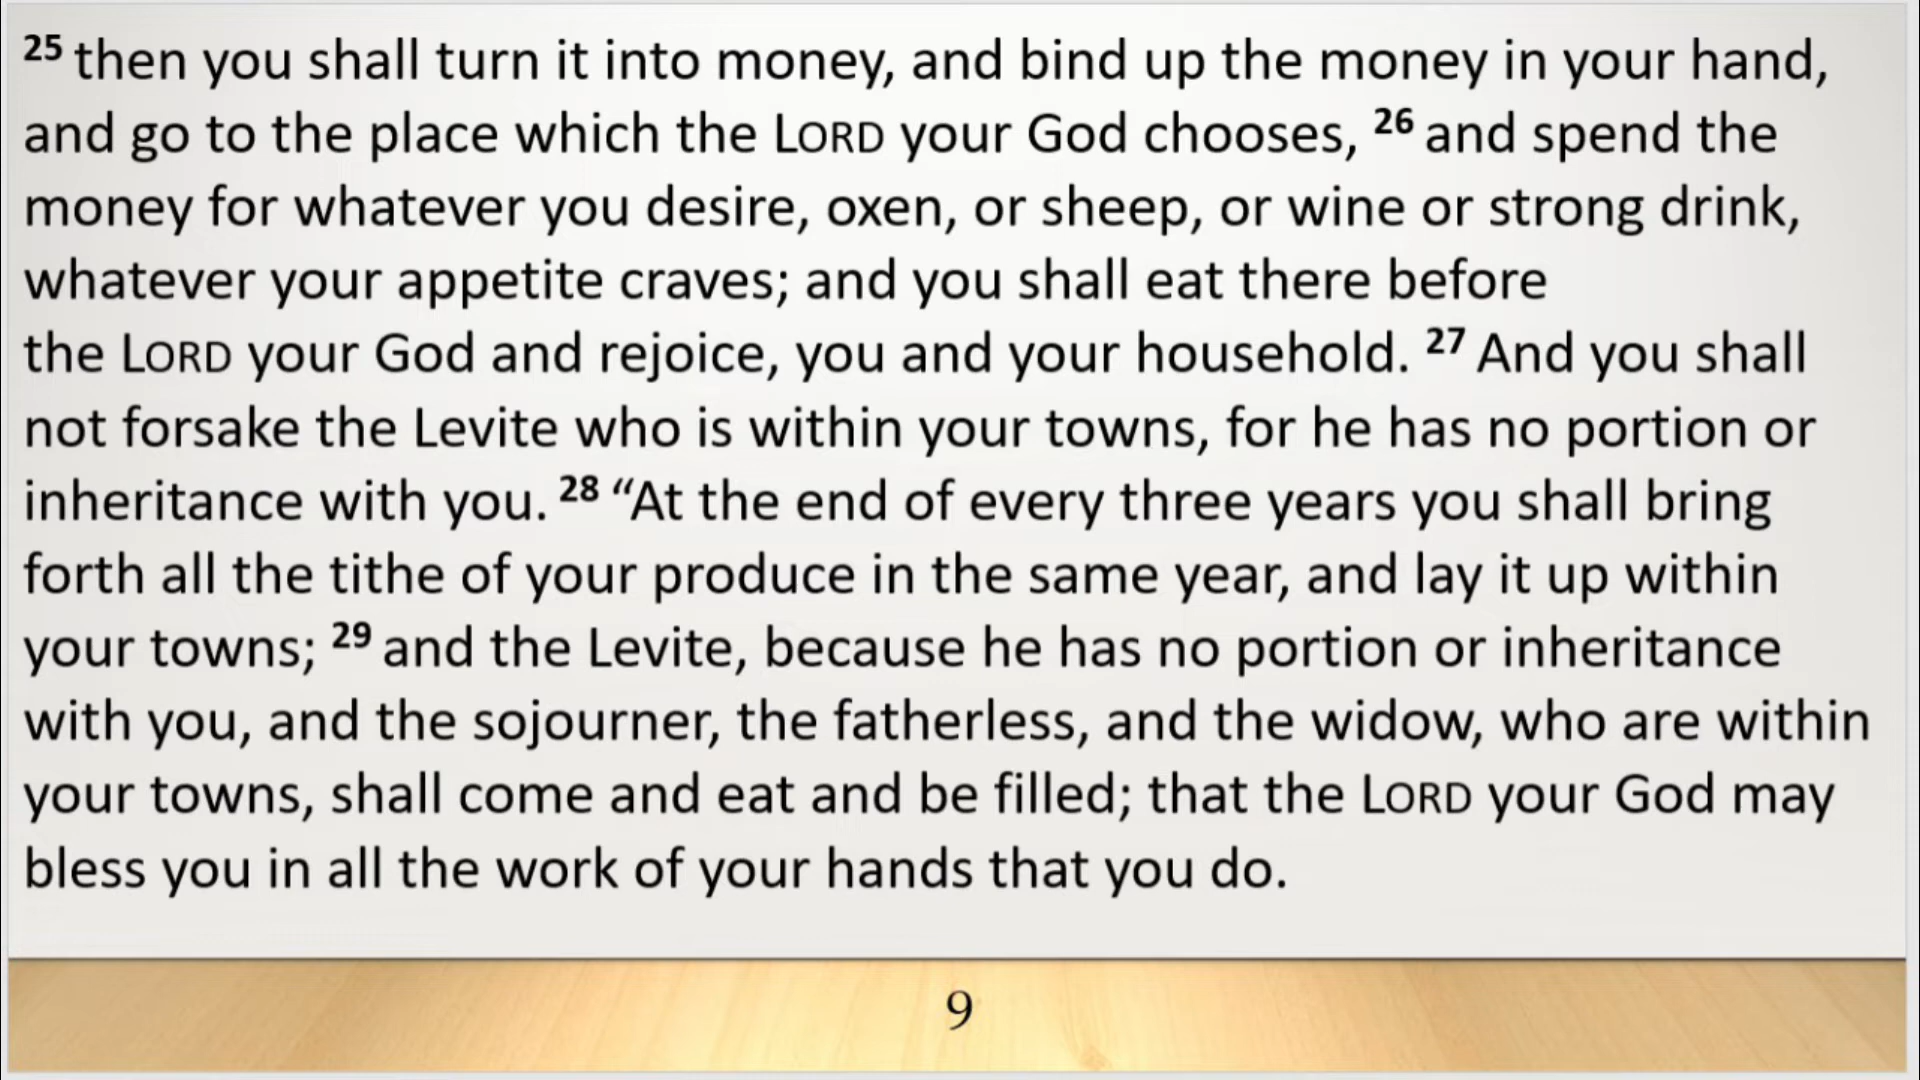 25 then you shall turn it into money, and bind up the money in your hand,
and go to the place which the LORD your God chooses, 26 and spend the
money for whatever you desire, oxen, or sheep, or wine or strong drink,
whatever your appetite craves; and you shall eat there before
the LORD your God and rejoice, you and your household. 27 And you shall
not forsake the Levite who is within your towns, for he has no portion or
inheritance with you. 28 “At the end of every three years you shall bring
forth all the tithe of your produce in the same year, and lay it up within
your towns; 29 and the Levite, because he has no portion or inheritance
with you, and the sojourner, the fatherless, and the widow, who are within
your towns, shall come and eat and be filled; that the LORD your God may
bless you in all the work of your hands that you do.
9